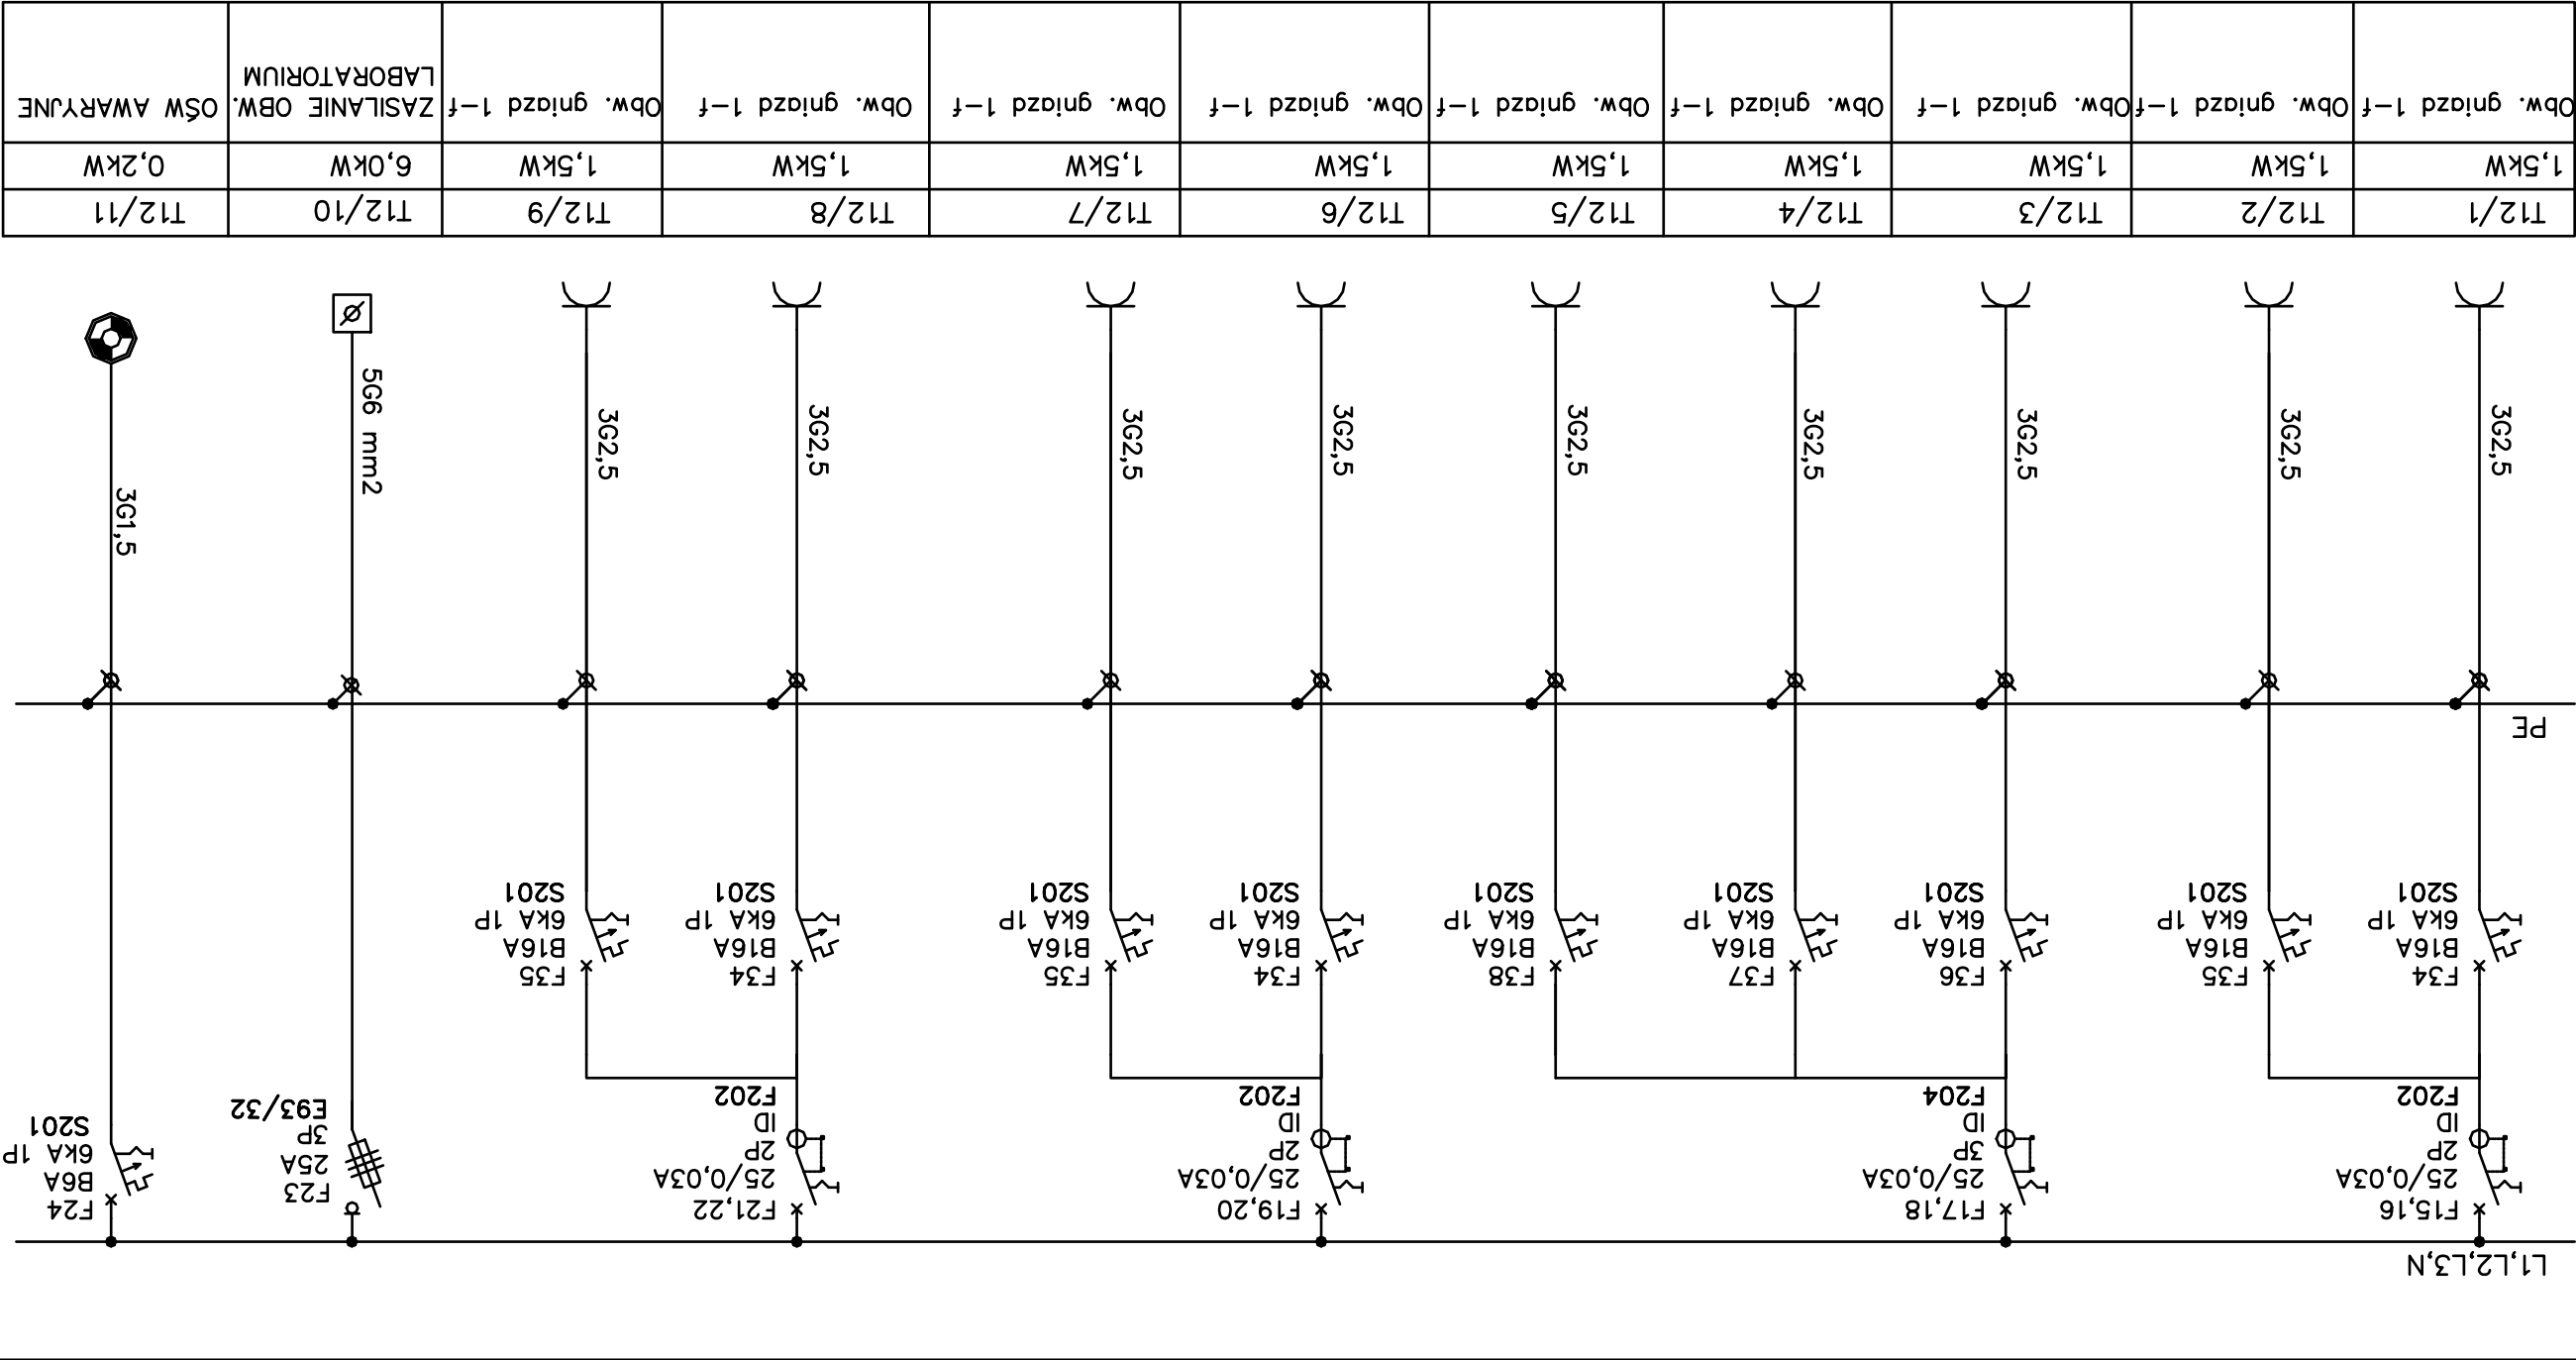 L1,L2,L3,N
F15,16
25/0,03A
2P
ID
F202
F17,18
25/0,03A
3P
ID
F204
F19,20
25/0,03A
2P
ID
F202
F21,22
25/0,03A
2P
ID
F202
F23
25A
3P
E93/32
F24
B6A
6kA 1P
S201
F34
B16A
6kA 1P
S201
F35
B16A
6kA 1P
S201
F36
B16A
6kA 1P
S201
F37
B16A
6kA 1P
S201
F38
B16A
6kA 1P
S201
F34
B16A
6kA 1P
S201
F35
B16A
6kA 1P
S201
F34
B16A
6kA 1P
S201
F35
B16A
6kA 1P
S201
PE
3G2,5
3G2,5
3G2,5
3G2,5
3G2,5
3G2,5
3G2,5
3G2,5
3G2,5
5G6 mm2
3G1,5
T12/1
T12/2
T12/3
T12/4
T12/5
T12/6
T12/7
T12/8
T12/9
T12/10
T12/11
1,5kW
1,5kW
1,5kW
1,5kW
1,5kW
1,5kW
1,5kW
1,5kW
1,5kW
6,0kW
0,2kW
Obw. gniazd 1-f
Obw. gniazd 1-f
Obw. gniazd 1-f
Obw. gniazd 1-f
Obw. gniazd 1-f
Obw. gniazd 1-f
Obw. gniazd 1-f
Obw. gniazd 1-f
Obw. gniazd 1-f
ZASILANIE OBW.
LABORATORIUM
OŚW AWARYJNE